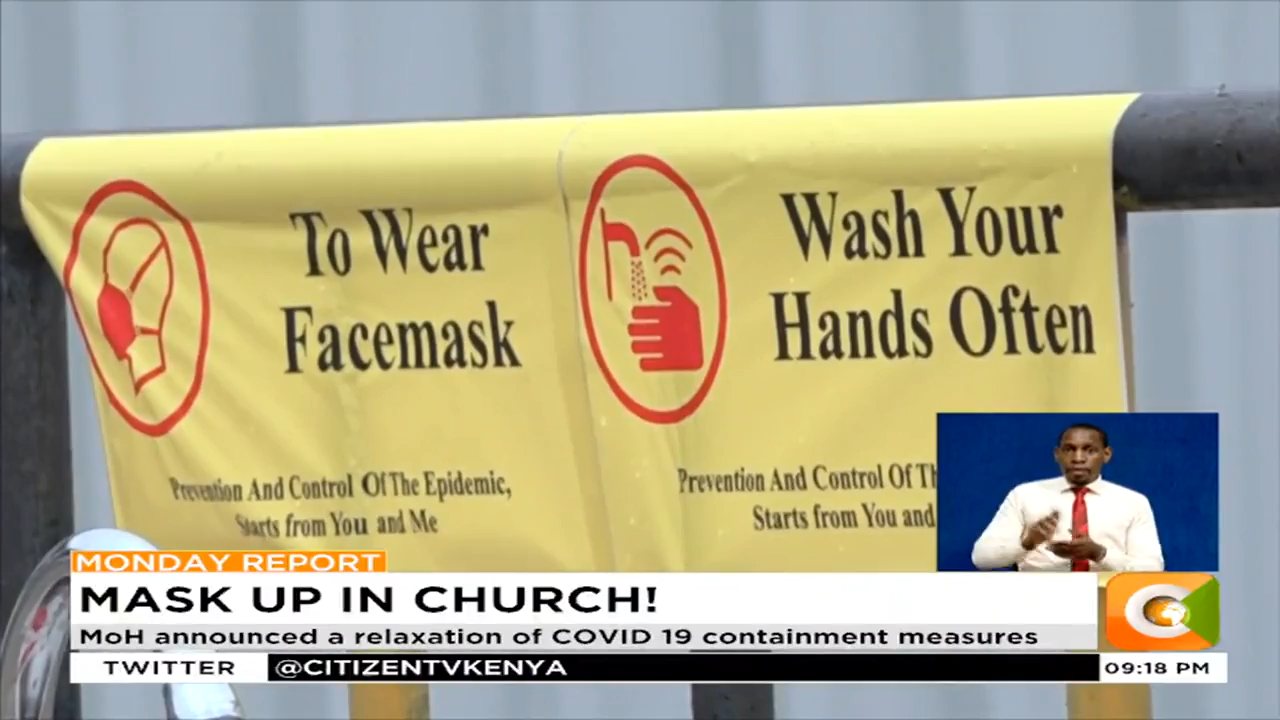 To Wear
Facemask
Prevention And Control Of The Epidemic,
Starts from You and Me
Wash Your
Hands Often
Prevention And Control Of Th
Starts from You and
MONDAY REPORT
MASK UP IN CHURCH!
MoH announced a relaxation of COVID 19 containment measures
TWITTER
@CITIZENTVKENYA
09:18 PM